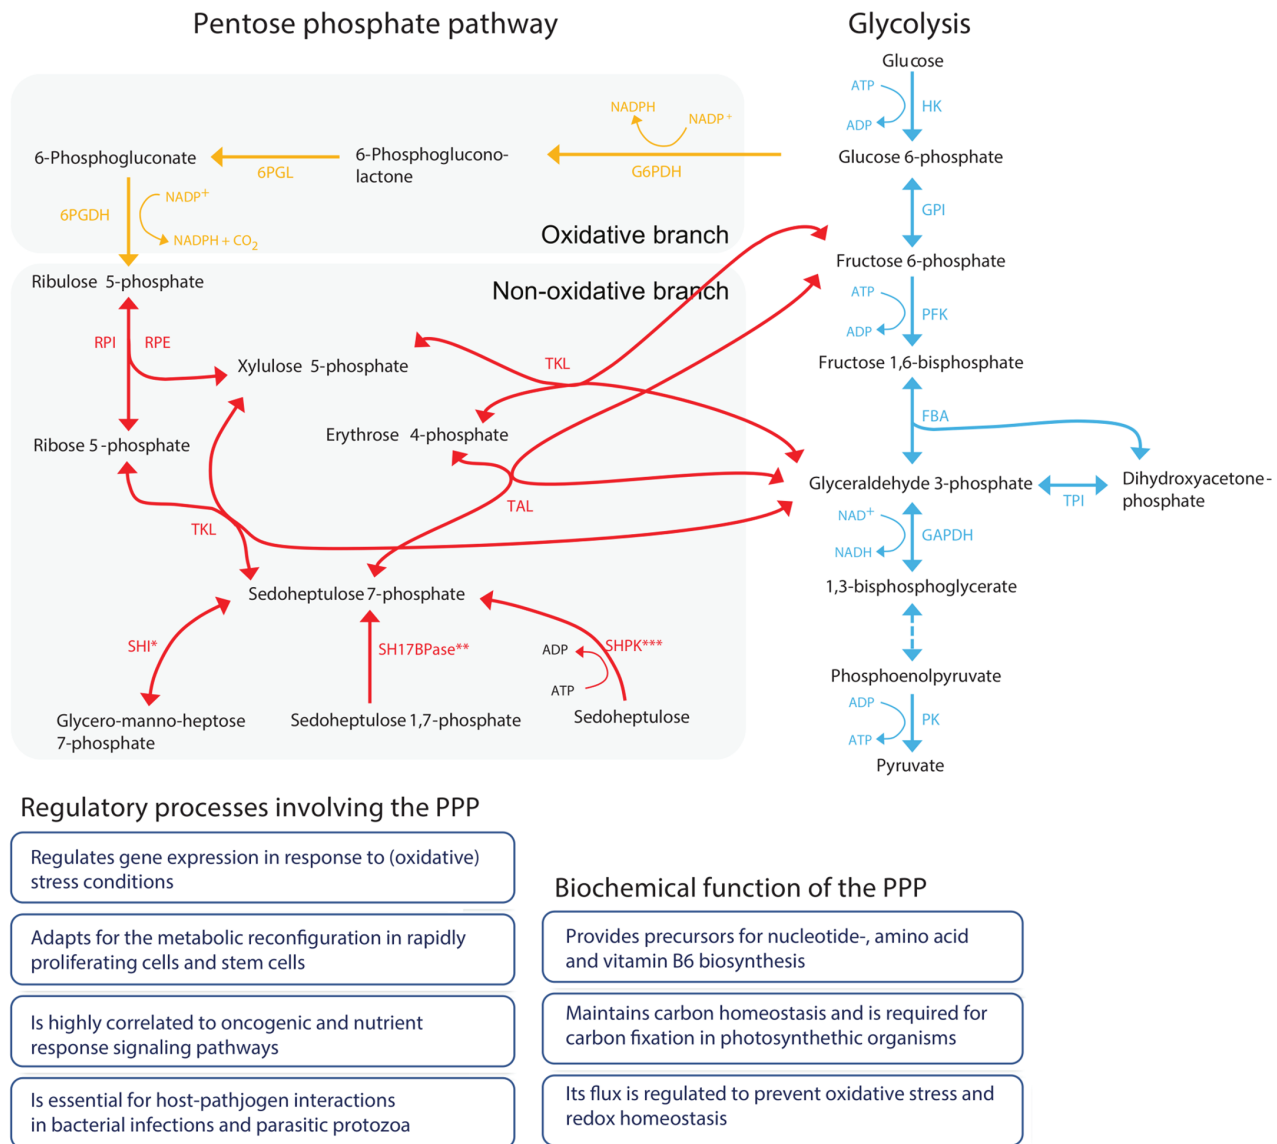 Pentose phosphate pathway
Glycolysis
Glucose
ATP
HK
ADP
NADPH
NADP+
6-Phosphogluconate
6PGL
6-Phosphoglucono-
lactone
G6PDH
Glucose 6-phosphate
6PGDH
NADP+
NADPH + CO2
GPI
Oxidative branch
Ribulose 5-phosphate
Non-oxidative branch
Fructose 6-phosphate
ATP
PFK
ADP
RPI
RPE
Xylulose 5-phosphate
TKL
Fructose 1,6-bisphosphate
FBA
Ribose 5-phosphate
Erythrose 4-phosphate
Glyceraldehyde 3-phosphate
TPI
Dihydroxyacetone-
phosphate
TKL
TAL
NAD+
GAPDH
NADH
Sedoheptulose 7-phosphate
1,3-bisphosphoglycerate
SHI*
SH17BPase**
ADP
SHPK***
ATP
Phosphoenolpyruvate
Glycero-manno-heptose
7-phosphate
Sedoheptulose 1,7-phosphate
Sedoheptulose
ADP
PK
ATP
Pyruvate
Regulatory processes involving the PPP
Regulates gene expression in response to (oxidative)
stress conditions
Adapts for the metabolic reconfiguration in rapidly
proliferating cells and stem cells
Is highly correlated to oncogenic and nutrient
response signaling pathways
Is essential for host-pathjogen interactions
in bacterial infections and parasitic protozoa
Biochemical function of the PPP
Provides precursors for nucleotide-, amino acid
and vitamin B6 biosynthesis
Maintains carbon homeostasis and is required for
carbon fixation in photosynthethic organisms
Its flux is regulated to prevent oxidative stress and
redox homeostasis